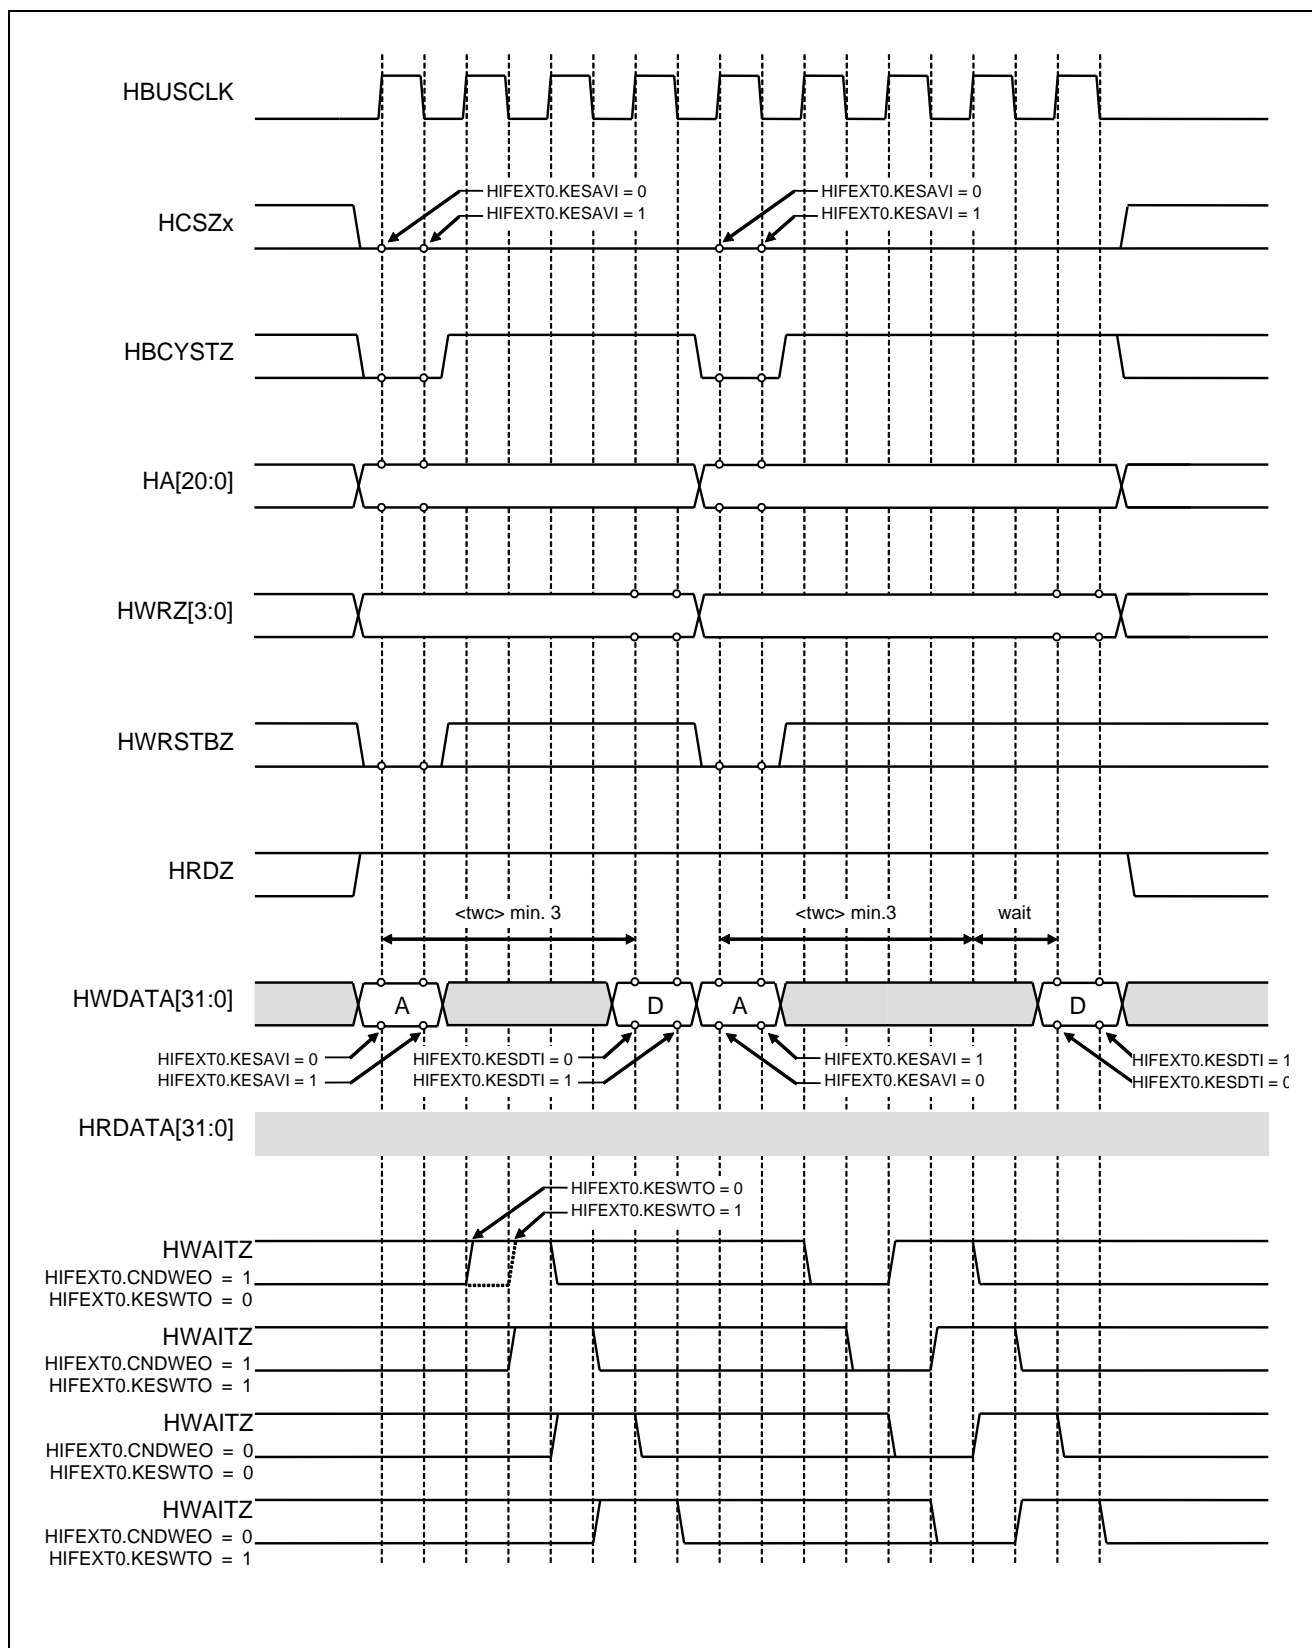 HBUSCLK
HIFEXT0.KESAVI = 0
HIFEXT0.KESAVI = 1
HIFEXT0.KESAVI = 0
HIFEXT0.KESAVI = 1
HCSZx
HBCYSTZ
HA[20:0]
HWRZ[3:0]
HWRSTBZ
HRDZ
<twc> min. 3
<twc> min.3
wait
HWDATA[31:0]
A
D
A
D
HIFEXT0.KESAVI = 0
HIFEXT0.KESAVI = 1
HIFEXT0.KESDTI = 0
HIFEXT0.KESDTI = 1
HIFEXT0.KESAVI = 1
HIFEXT0.KESAVI = 0
HIFEXT0.KESDTI = 1
HIFEXT0.KESDTI = 0
HRDATA[31:0]
HIFEXT0.KESWTO = 0
HIFEXT0.KESWTO = 1
HWAITZ
HIFEXT0.CNDWEO = 1
HIFEXT0.KESWTO = 0
HWAITZ
HIFEXT0.CNDWEO = 1
HIFEXT0.KESWTO = 1
HWAITZ
HIFEXT0.CNDWEO = 0
HIFEXT0.KESWTO = 0
HWAITZ
HIFEXT0.CNDWEO = 0
HIFEXT0.KESWTO = 1